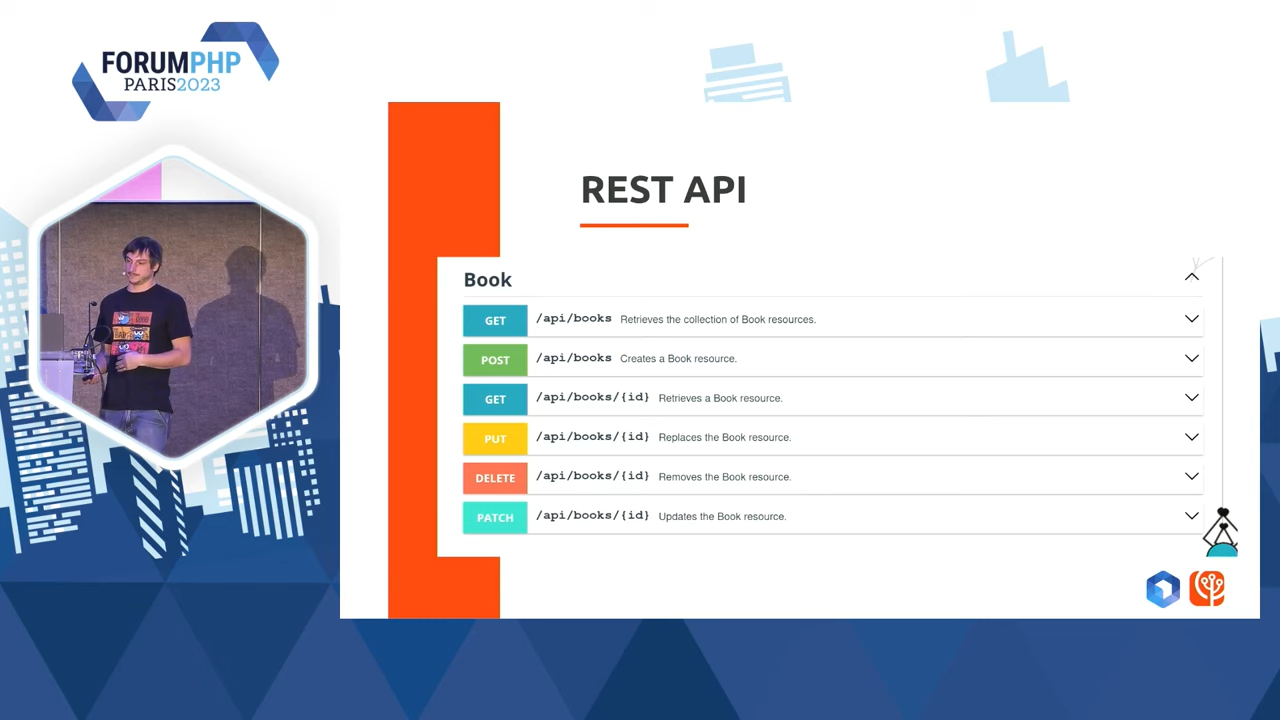 FORUMPHP
PARIS2023
REST API
Book
GET /api/books Retrieves the collection of Book resources.
POST /api/books Creates a Book resource.
GET /api/books/{id} Retrieves a Book resource.
PUT /api/books/{id} Replaces the Book resource.
DELETE /api/books/{id} Removes the Book resource.
PATCH /api/books/{id} Updates the Book resource.